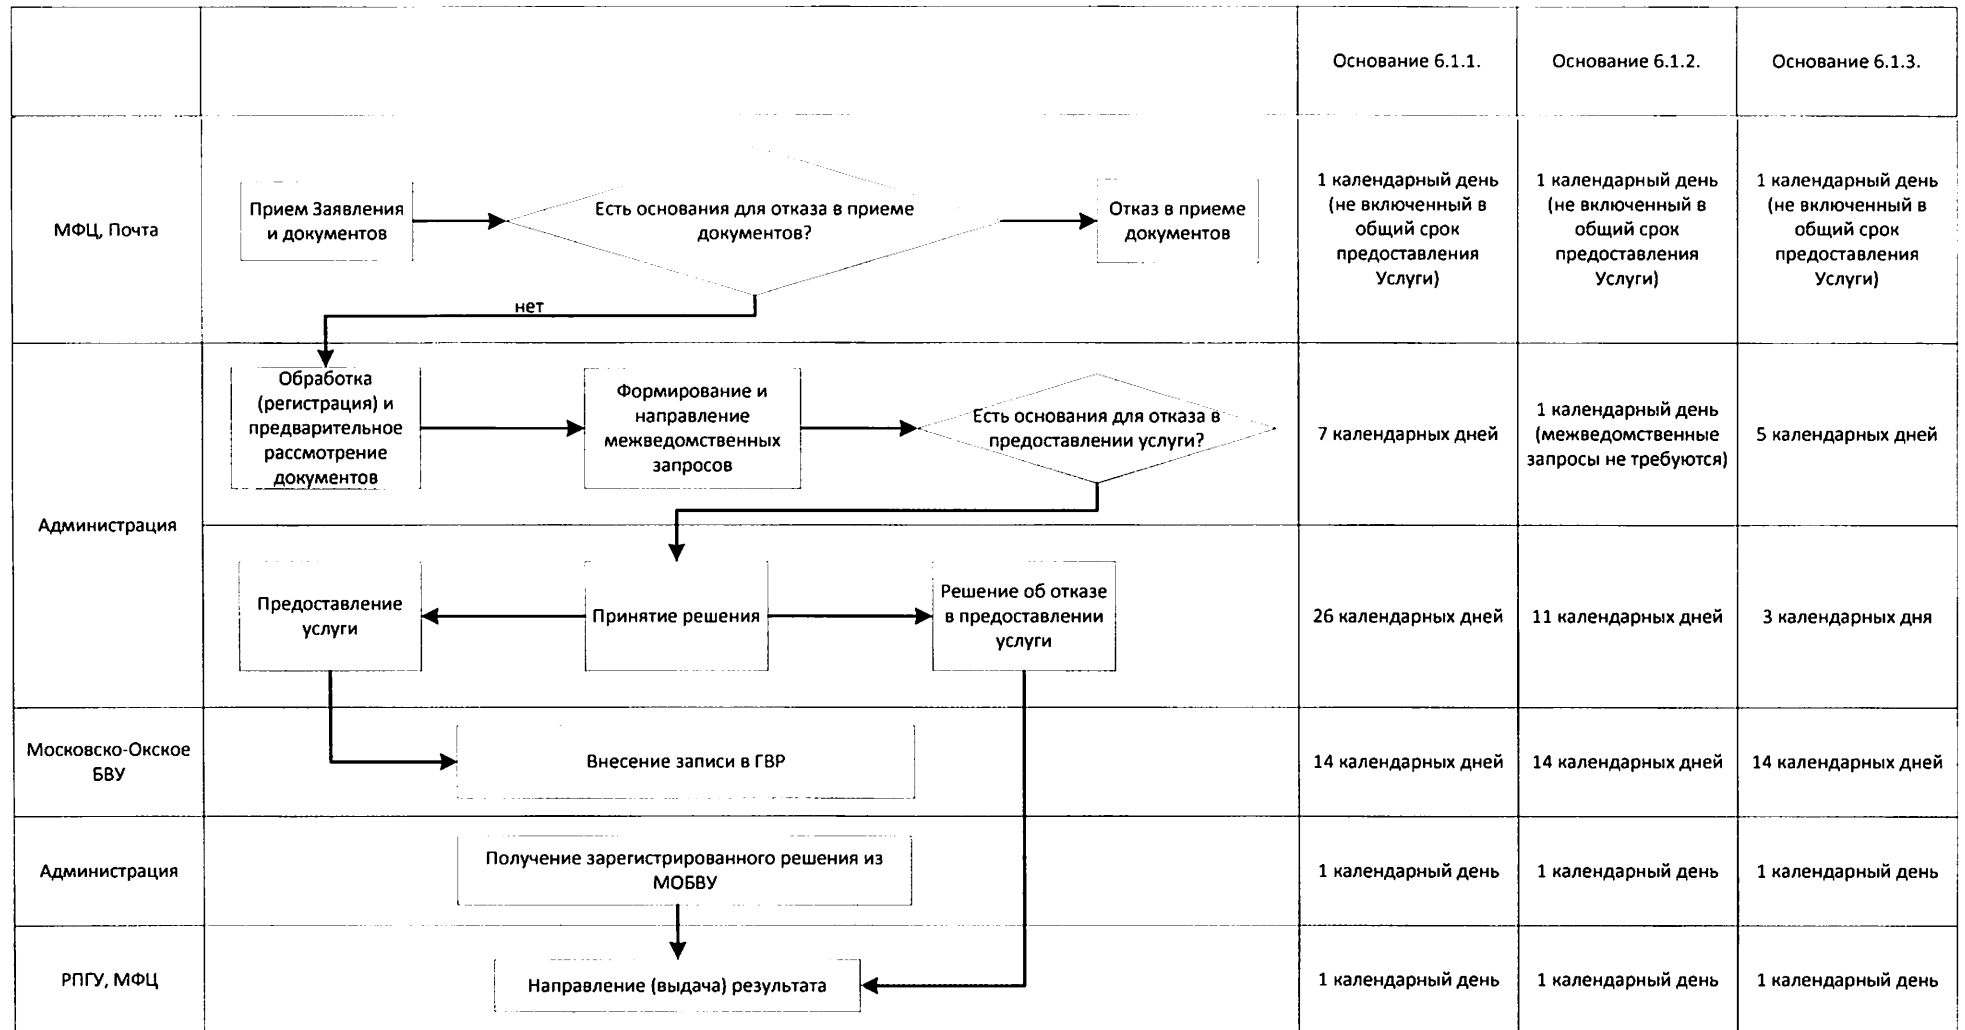 Основание 6.1.1.
Основание 6.1.2.
Основание 6.1.3.
МФЦ, Почта
Прием Заявления
и документов
Есть основания для отказа в приеме
документов?
Отказ в приеме
документов
нет
1 календарный день
(не включенный в
общий срок
предоставления
Услуги)
1 календарный день
(не включенный в
общий срок
предоставления
Услуги)
1 календарный день
(не включенный в
общий срок
предоставления
Услуги)
Администрация
Обработка
(регистрация) и
предварительное
рассмотрение
документов
Формирование и
направление
межведомственных
запросов
Есть основания для отказа в
предоставлении услуги?
7 календарных дней
1 календарный день
(межведомственные
запросы не требуются)
5 календарных дней
Предоставление
услуги
Принятие решения
Решение об отказе
в предоставлении
услуги
26 календарных дней
11 календарных дней
3 календарных дня
Московско-Окское
БВУ
Внесение записи в ГВР
14 календарных дней
14 календарных дней
14 календарных дней
Администрация
Получение зарегистрированного решения из
МОБВУ
1 календарный день
1 календарный день
1 календарный день
РПГУ, МФЦ
Направление (выдача) результата
1 календарный день
1 календарный день
1 календарный день